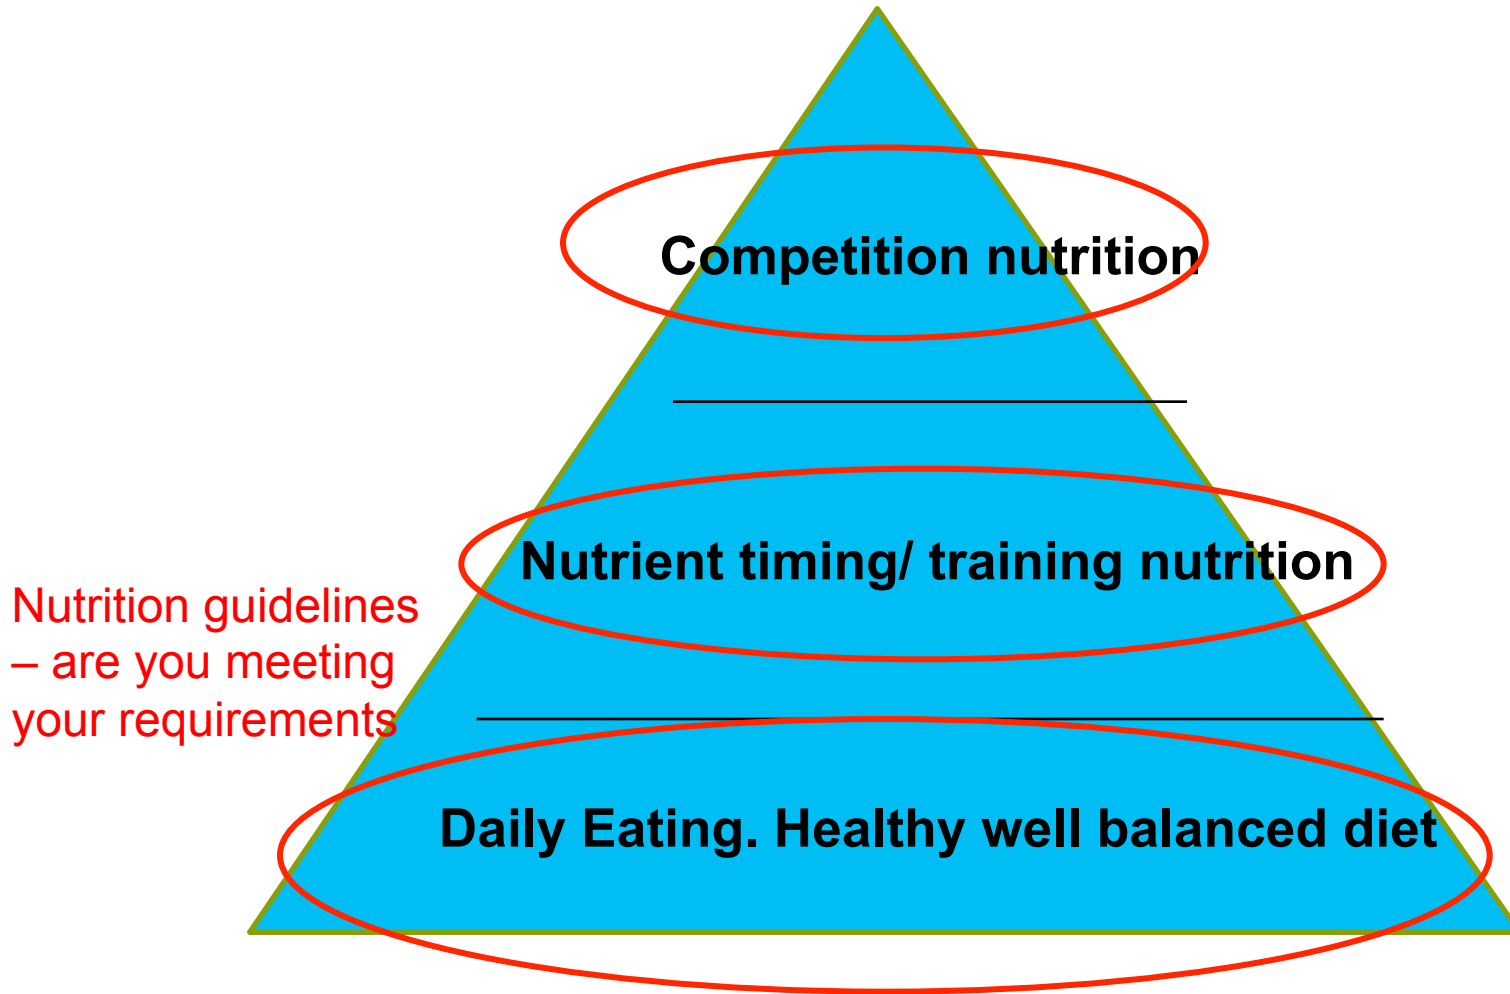 Competition nutrition
Nutrient timing/ training nutrition
Nutrition guidelines
– are you meeting
your requirements
Daily Eating. Healthy well balanced diet